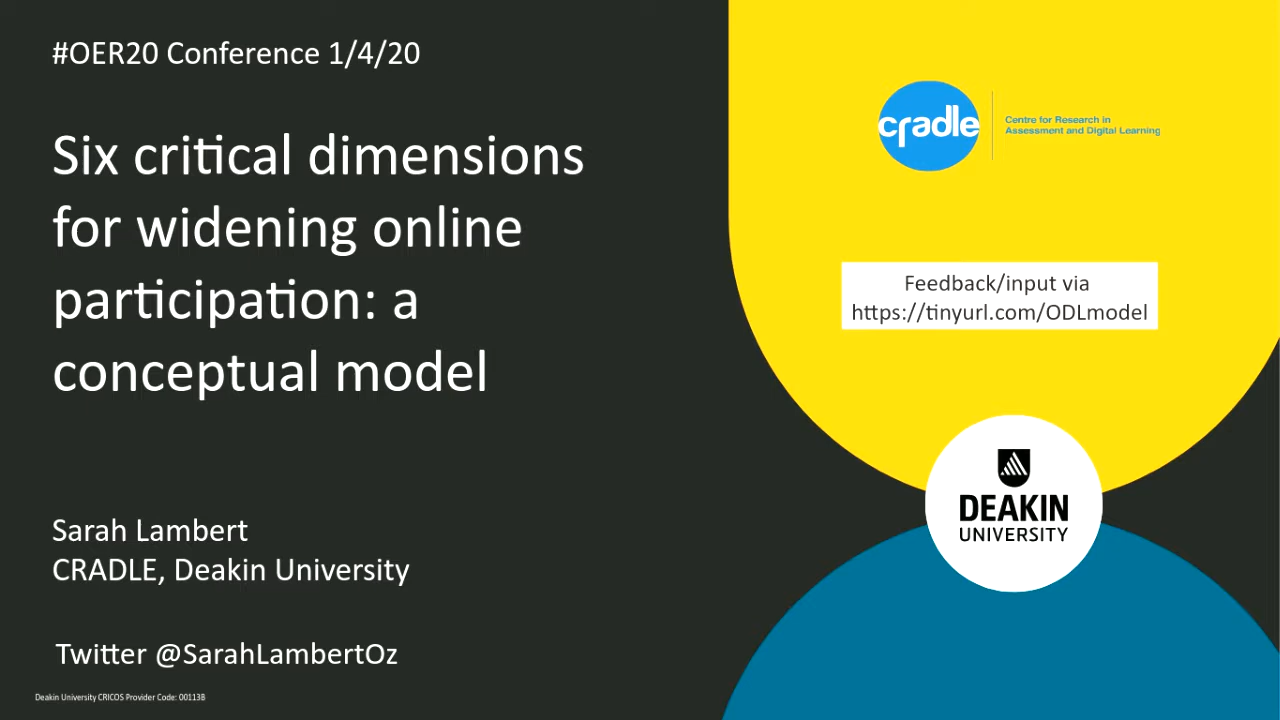 #OER20 Conference 1/4/20
Six critical dimensions
for widening online
participation: a
conceptual model
Sarah Lambert
CRADLE, Deakin University
Twitter @SarahLambertOz
Deakin University CRICOS Provider Code: 00113B
cradle
Centre for Research in
Assessment and Digital Learning
Feedback/input via
https://tinyurl.com/ODLmodel
DEAKIN
UNIVERSITY